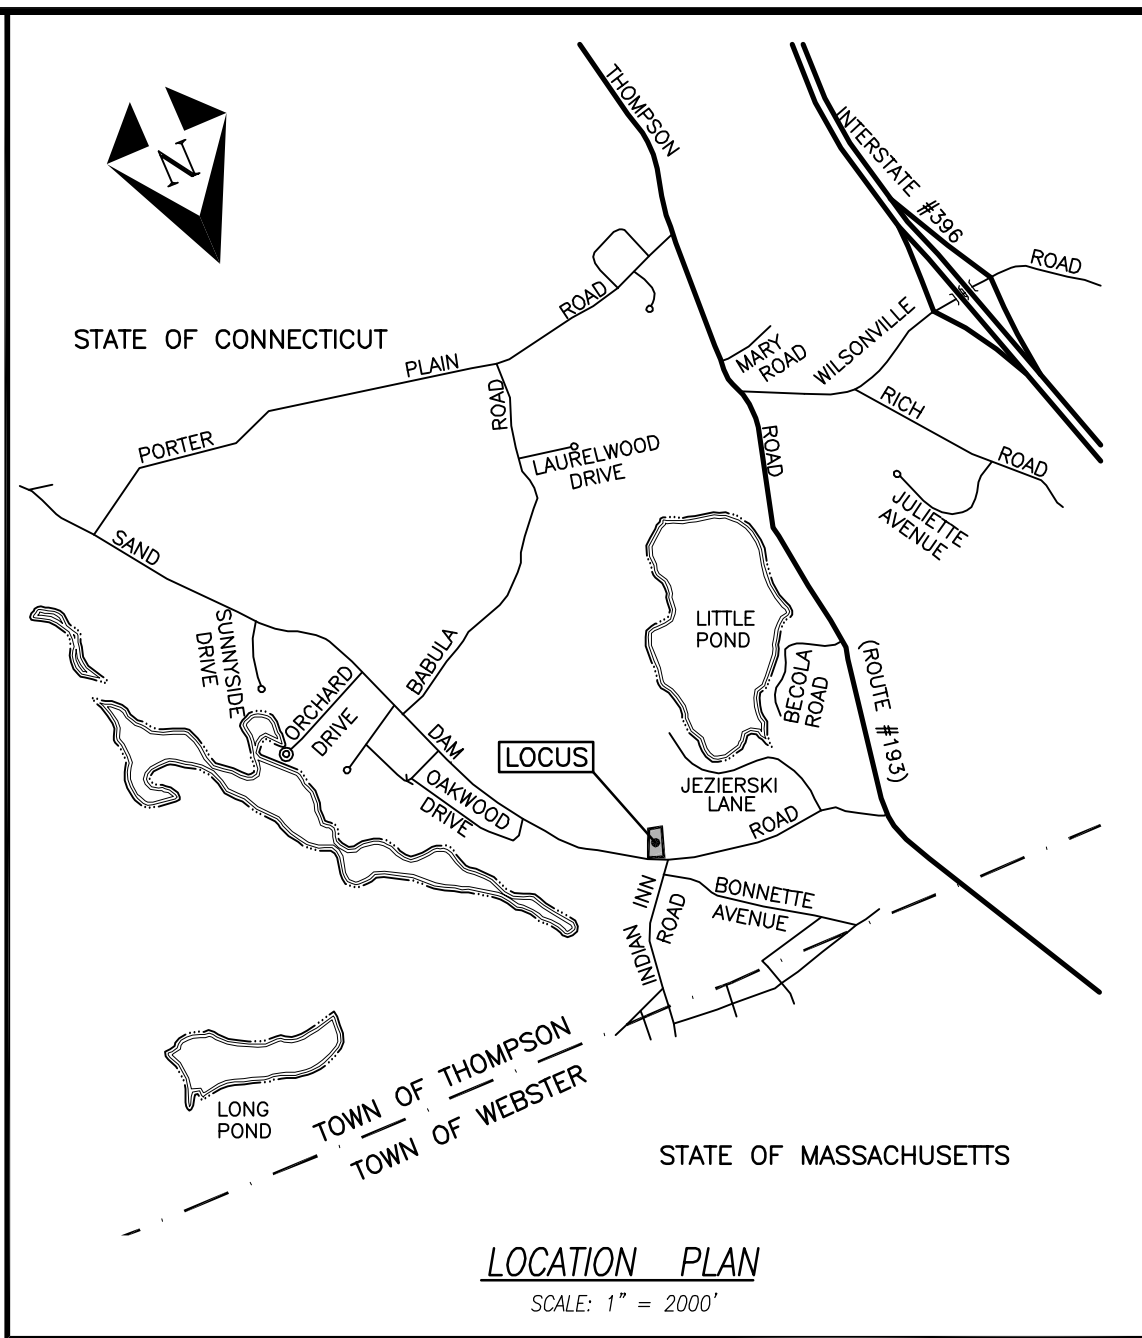 THOMPSON
INTERSTATE #396
N
ROAD
ROAD
STATE OF CONNECTICUT
PLAIN
MARY
ROAD
WILSONVILLE
ROAD
RICH
PORTER
ROAD
LAURELWOOD
DRIVE
ROAD
JULIETTE
AVENUE
SAND
LITTLE
POND
SUNNYSIDE
DRIVE
BABULA
(ROUTE #193)
BECOLA
ROAD
ORCHARD
DRIVE
DAM
LOCUS
OAKWOOD
DRIVE
JEZIERSKI
LANE
ROAD
INDIAN INN
ROAD
BONNETTE
AVENUE
TOWN OF THOMPSON
TOWN OF WEBSTER
LONG
POND
STATE OF MASSACHUSETTS
LOCATION PLAN
SCALE: 1" = 2000'